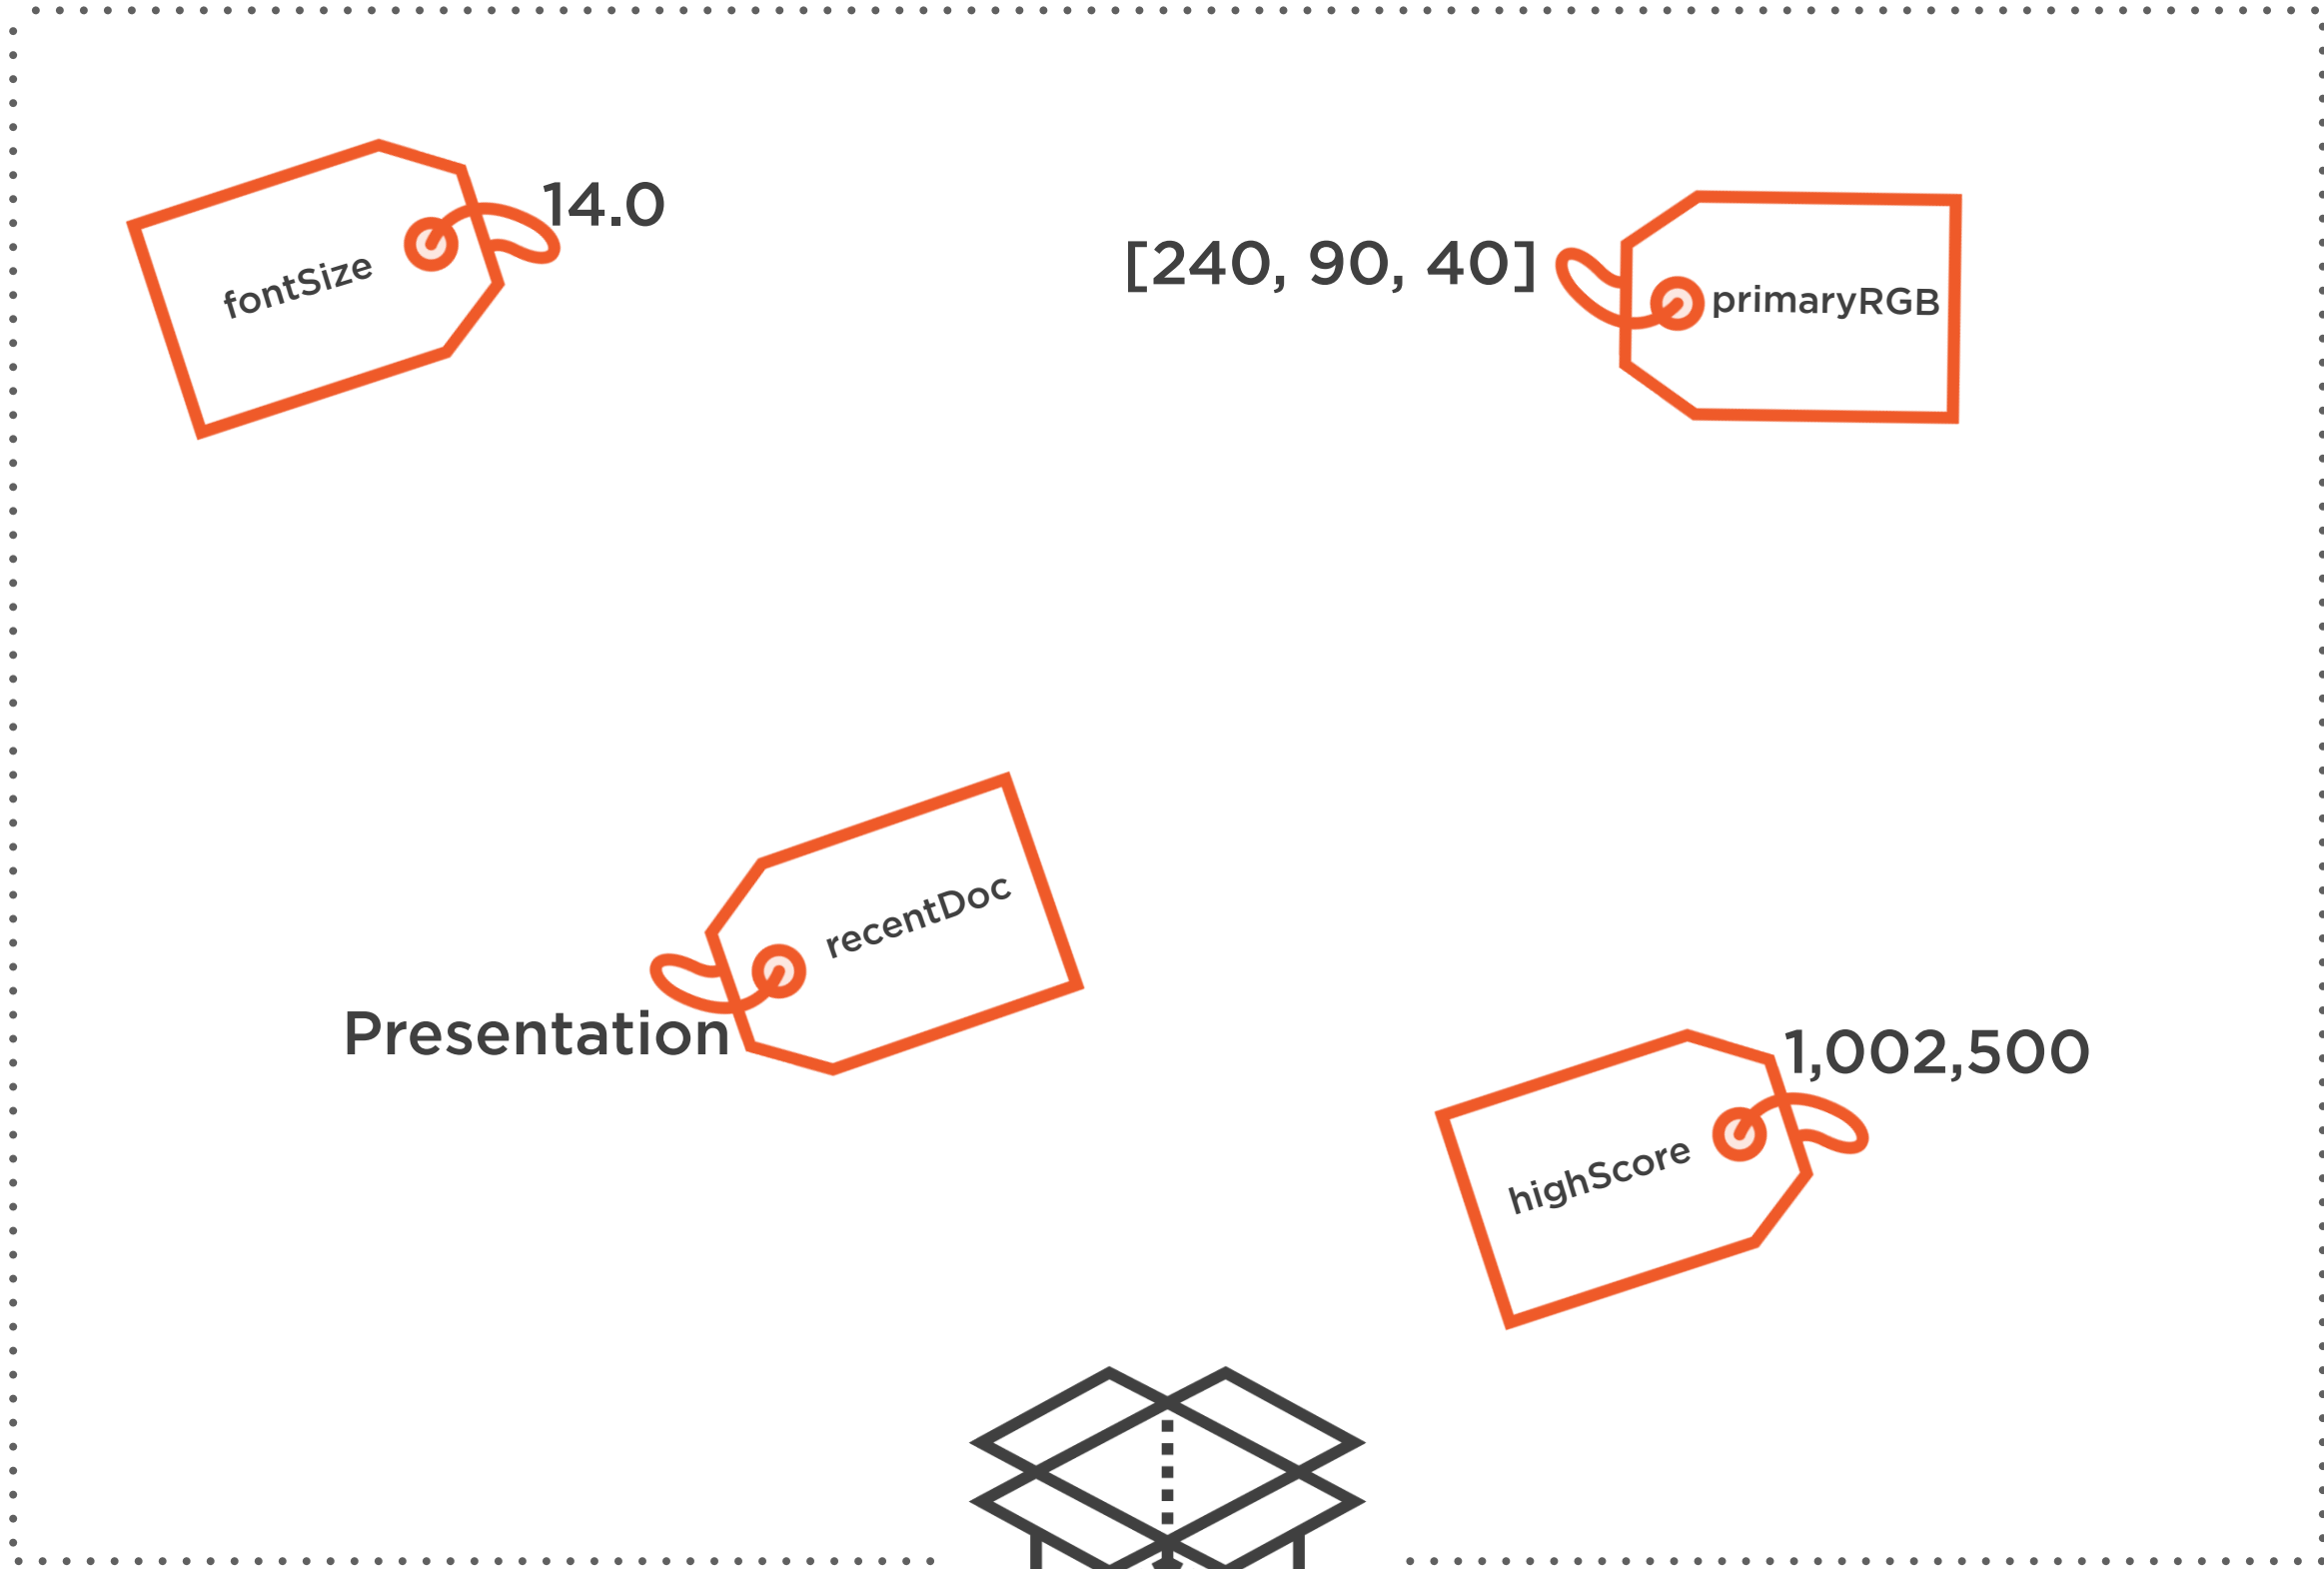 fontSize
14.0
[240, 90, 40]
primaryRGB
recentDoc
Presentation
highScore
1,002,500